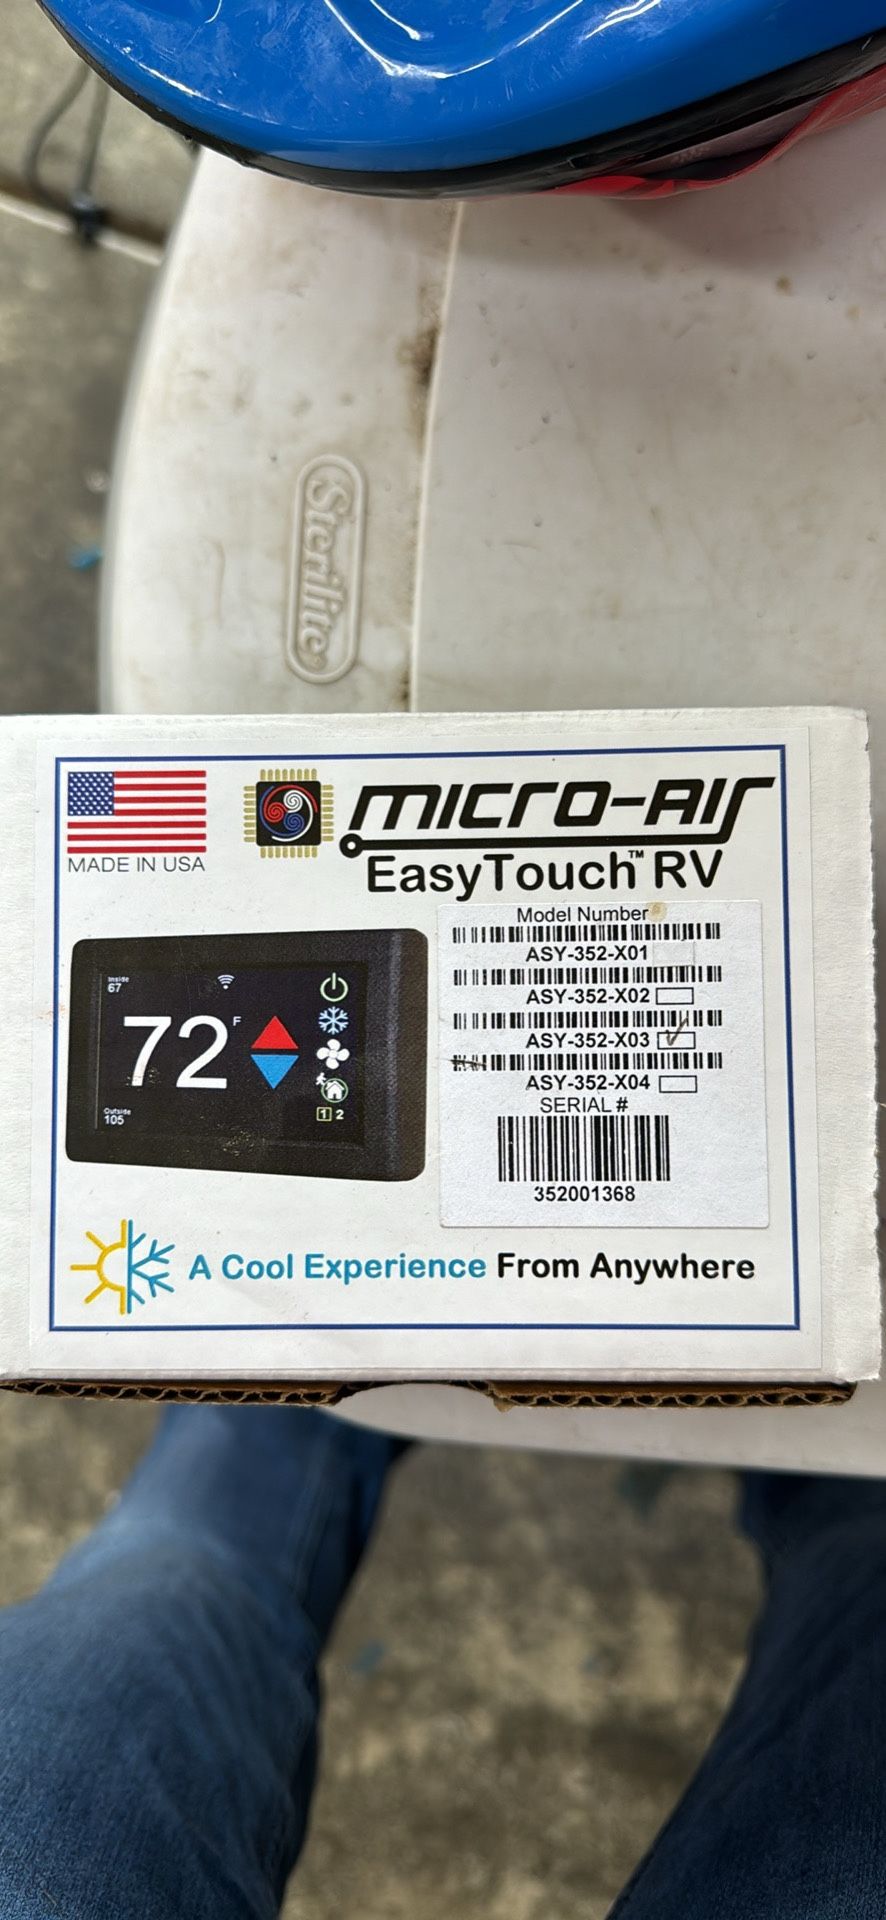 Sterilite
MADE IN USA
MICRO-AIR
EasyTouch™ RV
Model Number
ASY-352-X01
ASY-352-X02
ASY-352-X03
ASY-352-X04
SERIAL #
352001368
Inside
67
72 F
Outside
105
1 2
A Cool Experience From Anywhere